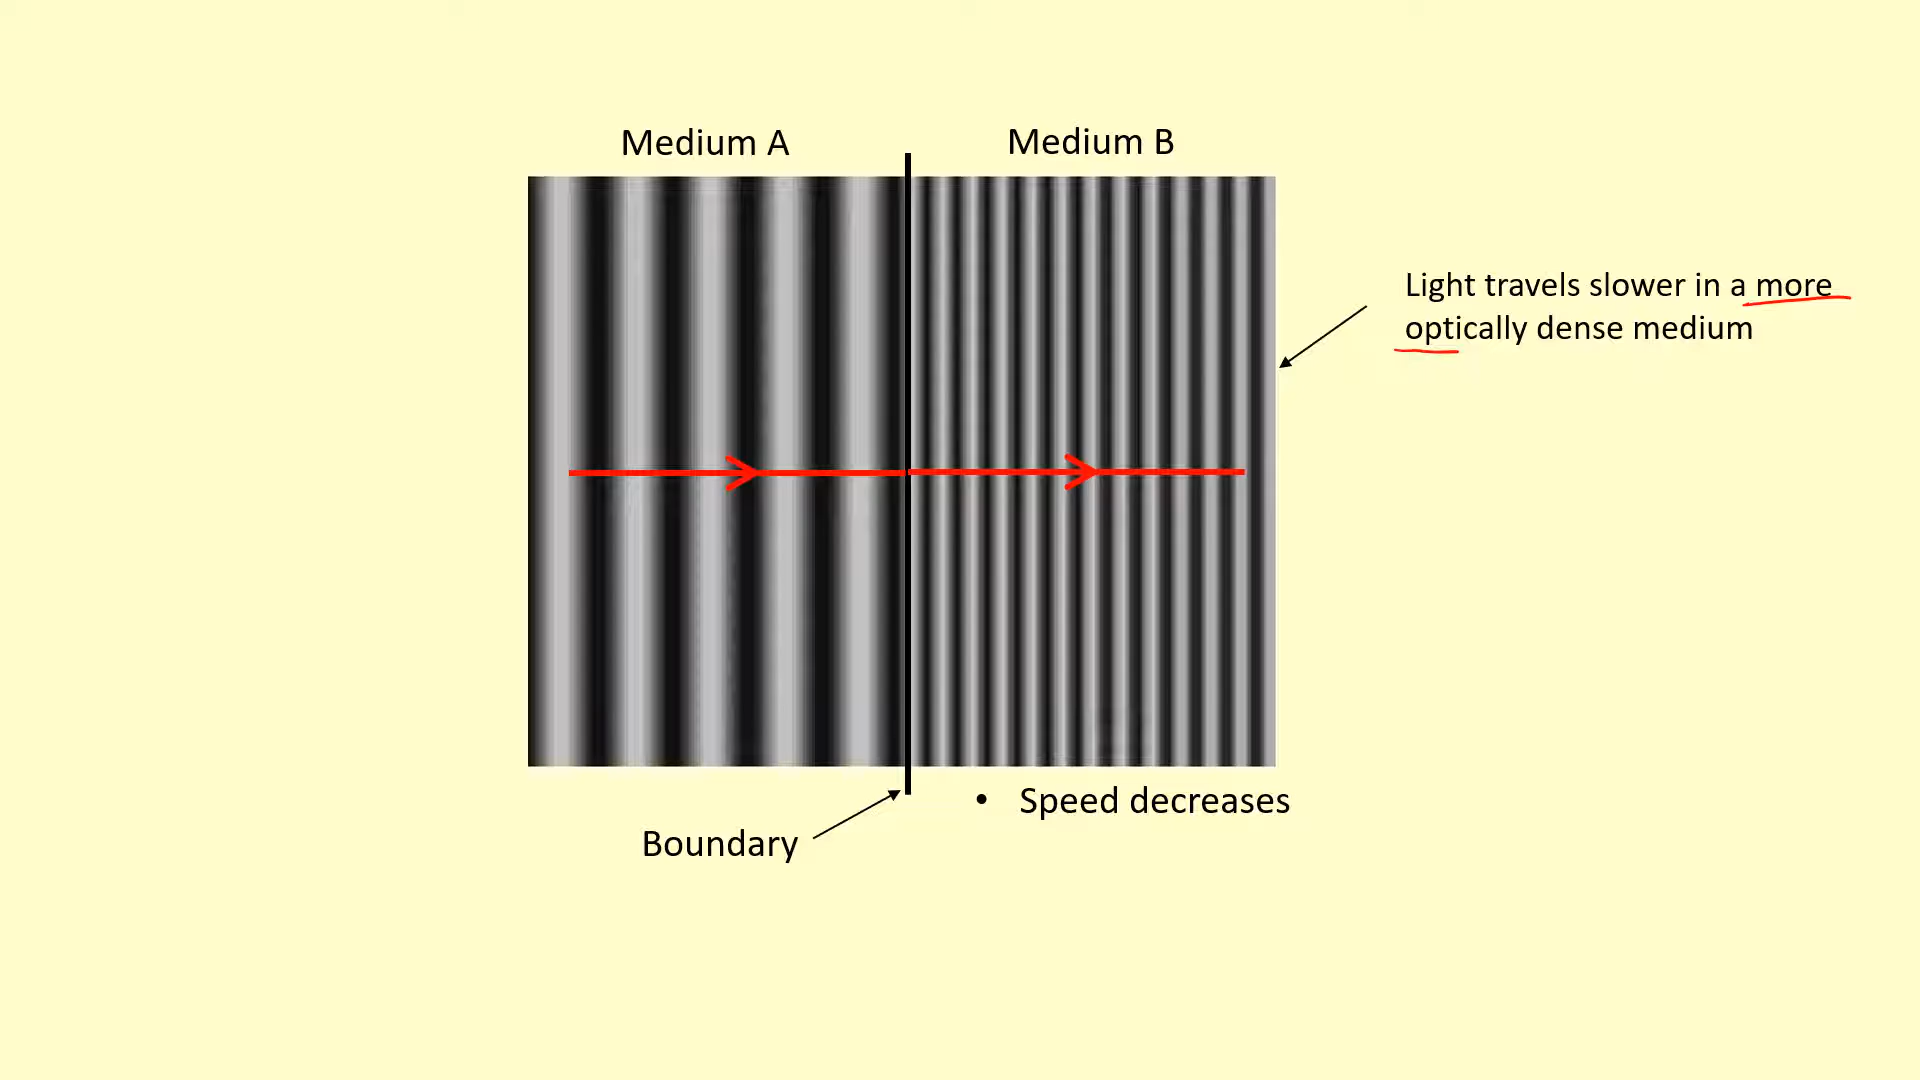 Medium A
Medium B
Light travels slower in a more
optically dense medium
• Speed decreases
Boundary